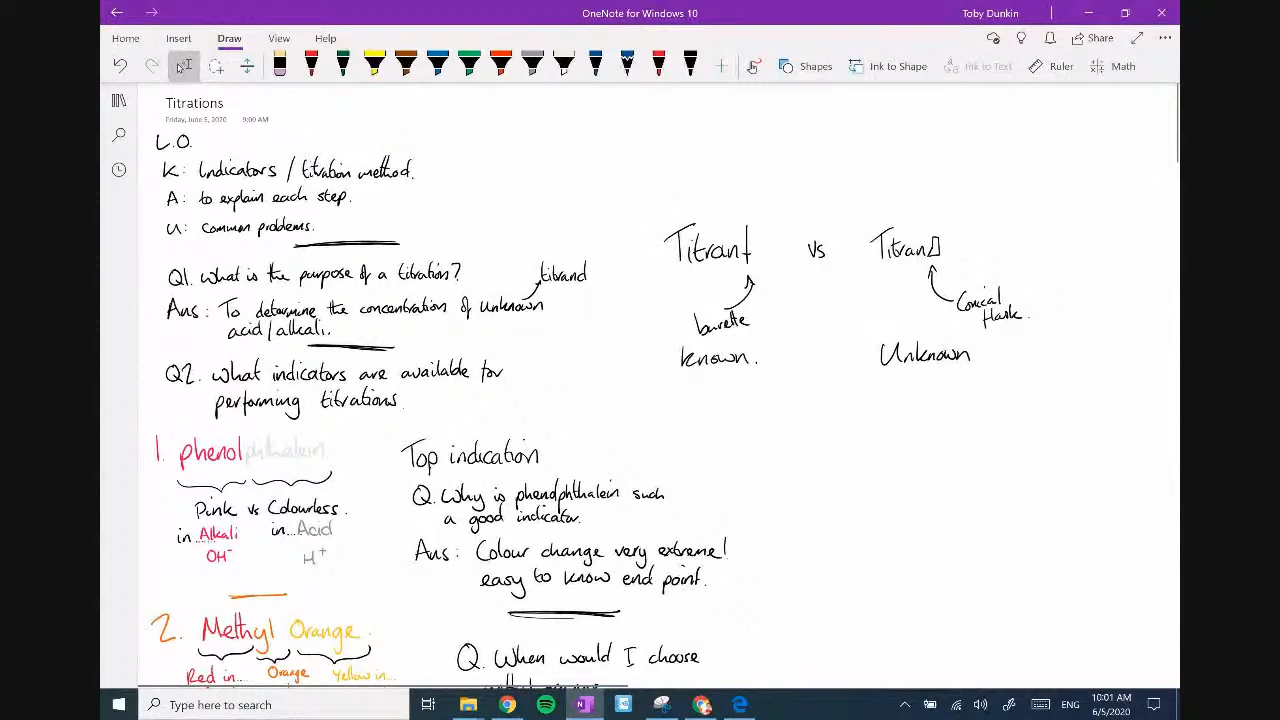 OneNote for Windows 10
Toby Dunkin
Home Insert Draw View Help
Share
Shapes
Ink to Shape
Ink to Text
Ruler
Math
Titrations
Friday, June 5, 2020 9:00 AM
L.O.
K: Indicators / titration method.
A: to explain each step.
U: common problems.
Q1. What is the purpose of a titration?
titrand
Ans: To determine the concentration of unknown
acid/alkali.
Titrant vs Titrand
burette
Conical
flask.
known. Unknown
Q2. What indicators are available for
performing titrations.
1. phenolphthalein
Pink vs Colourless.
in Alkali in... Acid
OH⁻ H⁺
Top indication
Q. Why is phenolphthalein such
a good indicator.
Ans: Colour change very extreme!
easy to know end point.
2. Methyl Orange.
Red in... Orange Yellow in...
Q. When would I choose
Type here to search
10:01 AM
6/5/2020